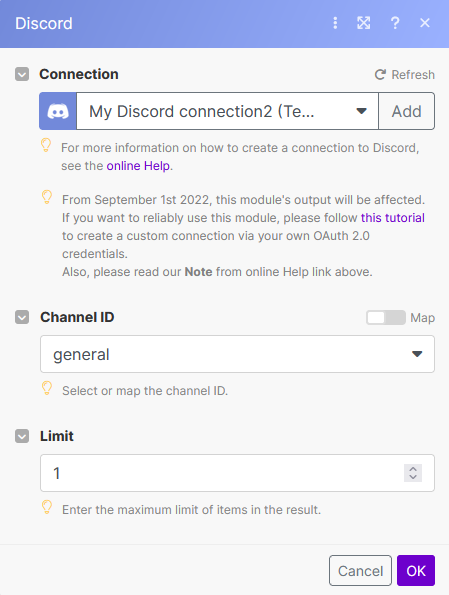 Discord
?
Connection
Refresh
My Discord connection2 (Te...
Add
For more information on how to create a connection to Discord,
see the online Help.
From September 1st 2022, this module's output will be affected.
If you want to reliably use this module, please follow this tutorial
to create a custom connection via your own OAuth 2.0
credentials.
Also, please read our Note from online Help link above.
Channel ID
Map
general
Select or map the channel ID.
Limit
1
Enter the maximum limit of items in the result.
Cancel
OK